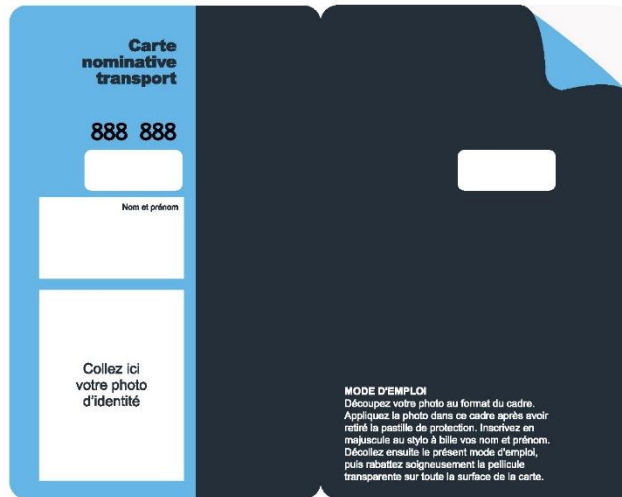 Carte
nominative
transport
888 888
Nom et prénom
Collez ici
votre photo
d'identité
MODE D'EMPLOI
Découpez votre photo au format du cadre.
Appliquez la photo dans ce cadre après avoir
retiré la pastille de protection. Inscrivez en
majuscule au stylo à bille vos nom et prénom.
Décollez ensuite le présent mode d'emploi,
puis rabattez soigneusement la pellicule
transparente sur toute la surface de la carte.